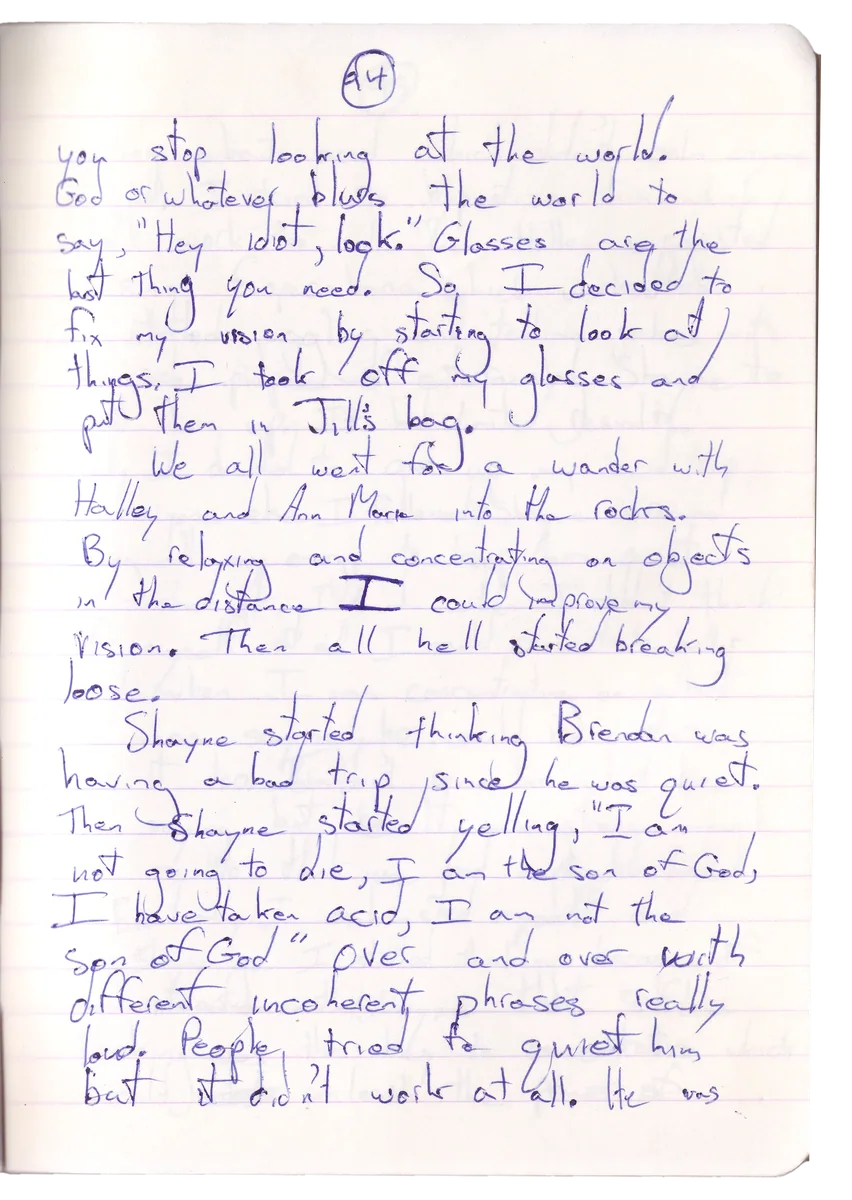 94
you stop looking at the world.
God or whatever blurs the world to
say, "Hey idiot, look." Glasses are the
last thing you need. So, I decided to
fix my vision by starting to look at
things. I took off my glasses and
put them in Jill's bag.
We all went for a wander with
Halley and Ann Marie into the rocks.
By relaxing and concentrating on objects
in the distance I could improve my
vision. Then all hell started breaking
loose.
Shayne started thinking Brendan was
having a bad trip since he was quiet.
Then Shayne started yelling, "I am
not going to die, I am the son of God,
I have taken acid, I am not the
son of God" over and over with
different incoherent phrases really
loud. People tried to quiet him
but it didn't work at all. He was